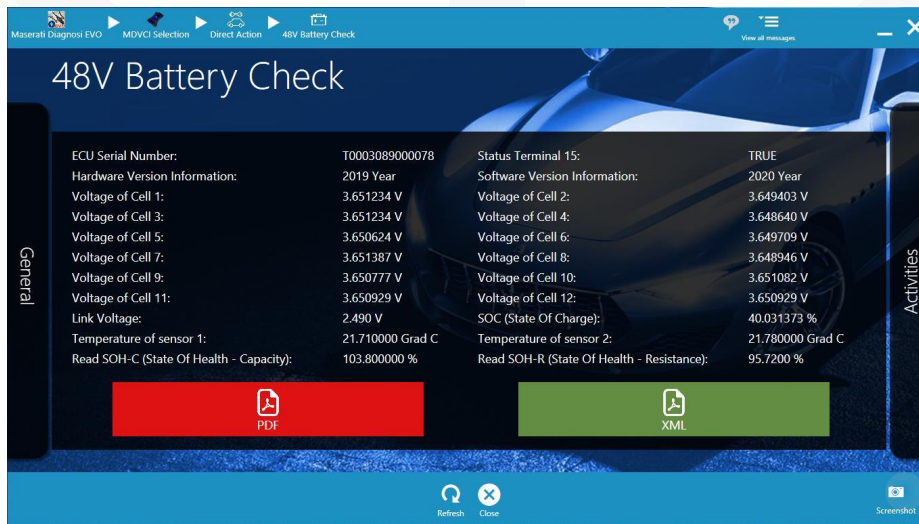 Maserati Diagnosi EVO MDVCI Selection Direct Action 48V Battery Check View all messages
48V Battery Check
General
Activities
ECU Serial Number: T0003089000078 Status Terminal 15: TRUE
Hardware Version Information: 2019 Year Software Version Information: 2020 Year
Voltage of Cell 1: 3.651234 V Voltage of Cell 2: 3.649403 V
Voltage of Cell 3: 3.651234 V Voltage of Cell 4: 3.648640 V
Voltage of Cell 5: 3.650624 V Voltage of Cell 6: 3.649709 V
Voltage of Cell 7: 3.651387 V Voltage of Cell 8: 3.648946 V
Voltage of Cell 9: 3.650777 V Voltage of Cell 10: 3.651082 V
Voltage of Cell 11: 3.650929 V Voltage of Cell 12: 3.650929 V
Link Voltage: 2.490 V SOC (State Of Charge): 40.031373 %
Temperature of sensor 1: 21.710000 Grad C Temperature of sensor 2: 21.780000 Grad C
Read SOH-C (State Of Health - Capacity): 103.800000 % Read SOH-R (State Of Health - Resistance): 95.7200 %
PDF XML
Refresh Close Screenshot